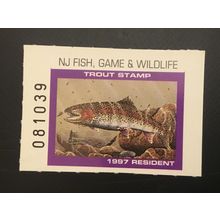 NJ FISH, GAME & WILDLIFE
TROUT STAMP
081039
1997 RESIDENT